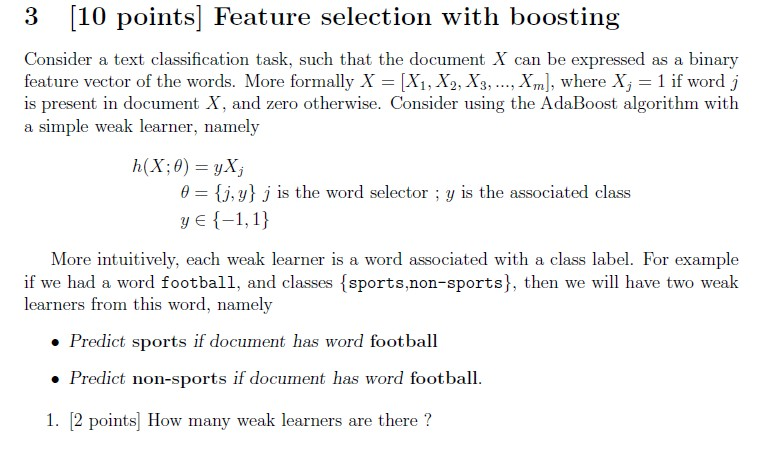 3 [10 points] Feature selection with boosting
Consider a text classification task, such that the document X can be expressed as a binary
feature vector of the words. More formally X = [X₁, X₂, X₃, ..., Xₘ], where Xⱼ = 1 if word j
is present in document X, and zero otherwise. Consider using the AdaBoost algorithm with
a simple weak learner, namely
h(X; θ) = yXⱼ
θ = {j, y} j is the word selector ; y is the associated class
y ∈ {−1, 1}
More intuitively, each weak learner is a word associated with a class label. For example
if we had a word football, and classes {sports,non-sports}, then we will have two weak
learners from this word, namely
• Predict sports if document has word football
• Predict non-sports if document has word football.
1. [2 points] How many weak learners are there ?